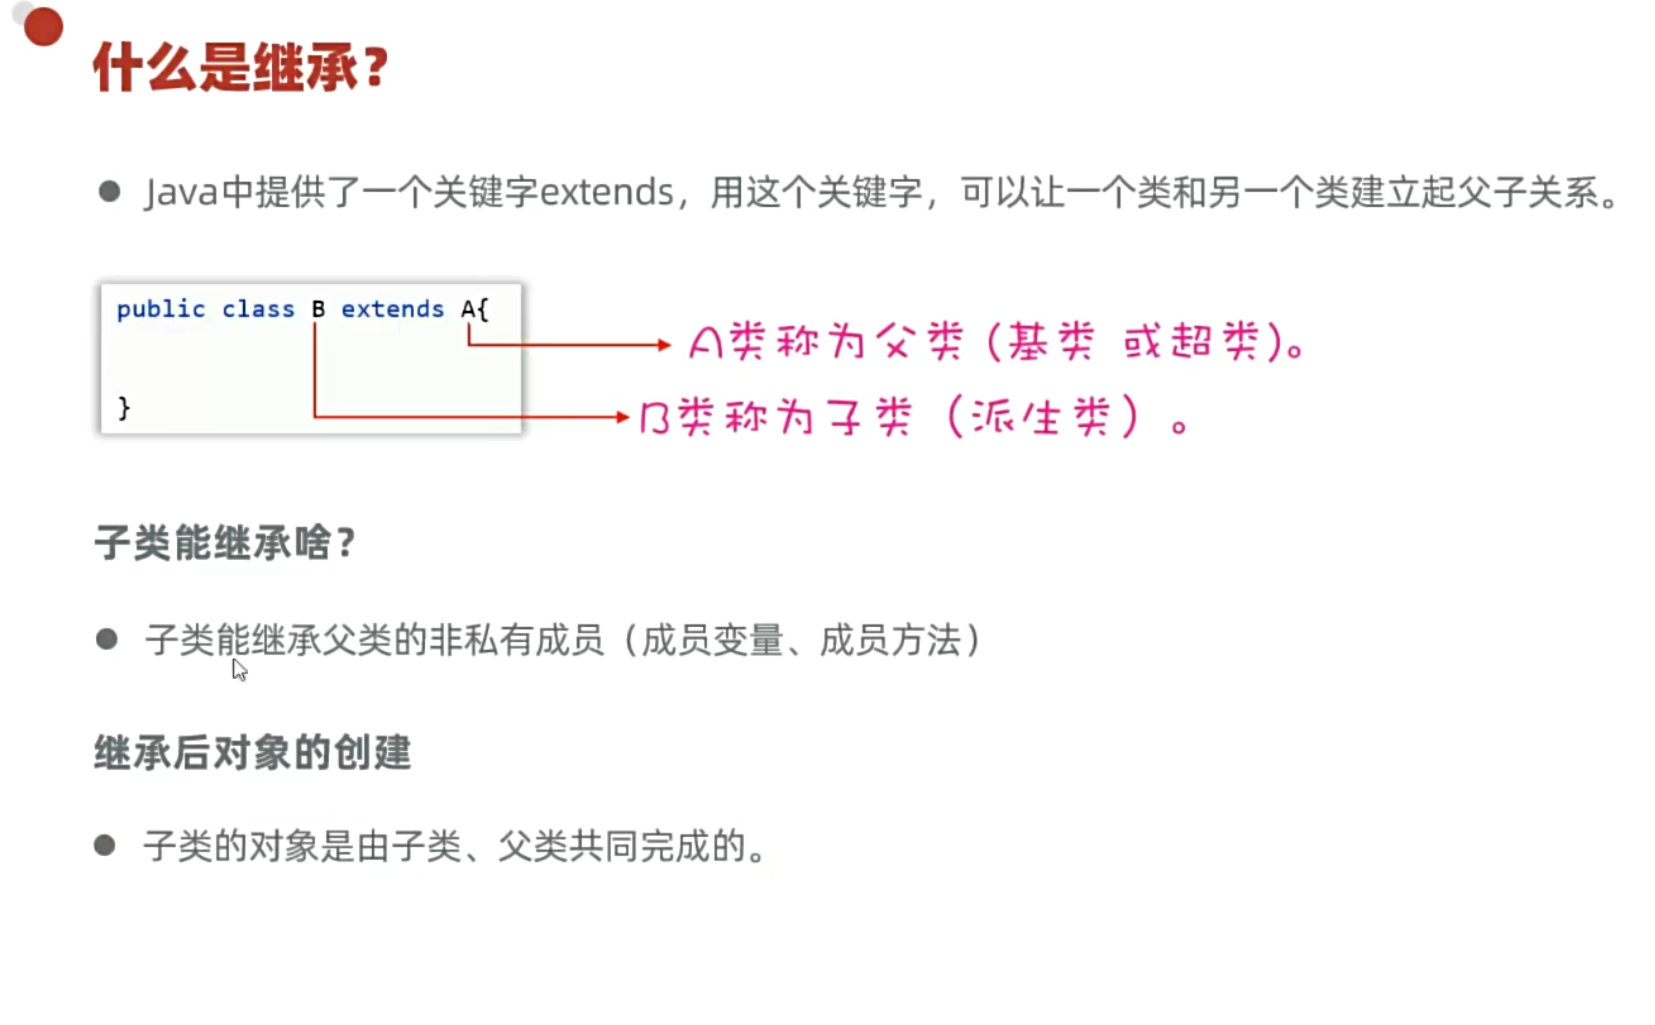 什么是继承?
Java中提供了一个关键字extends，用这个关键字，可以让一个类和另一个类建立起父子关系。
public class B extends A{
A类称为父类（基类 或超类）。
}
B类称为子类（派生类）。
子类能继承啥?
子类能继承父类的非私有成员（成员变量、成员方法）
继承后对象的创建
子类的对象是由子类、父类共同完成的。